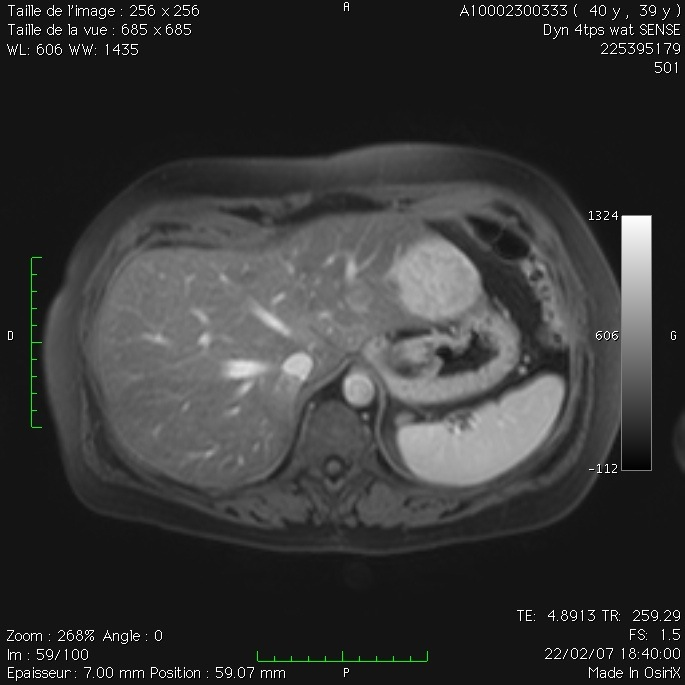 Taille de l'image : 256 x 256
Taille de la vue : 685 x 685
WL: 606 WW: 1435
A
A10002300333 ( 40 y , 39 y )
Dyn 4tps wat SENSE
225395179
501
1324
D
606
G
-112
TE: 4.8913 TR: 259.29
FS: 1.5
22/02/07 18:40:00
Made In OsiriX
Zoom : 268% Angle : 0
Im : 59/100
Epaisseur : 7.00 mm Position : 59.07 mm
P